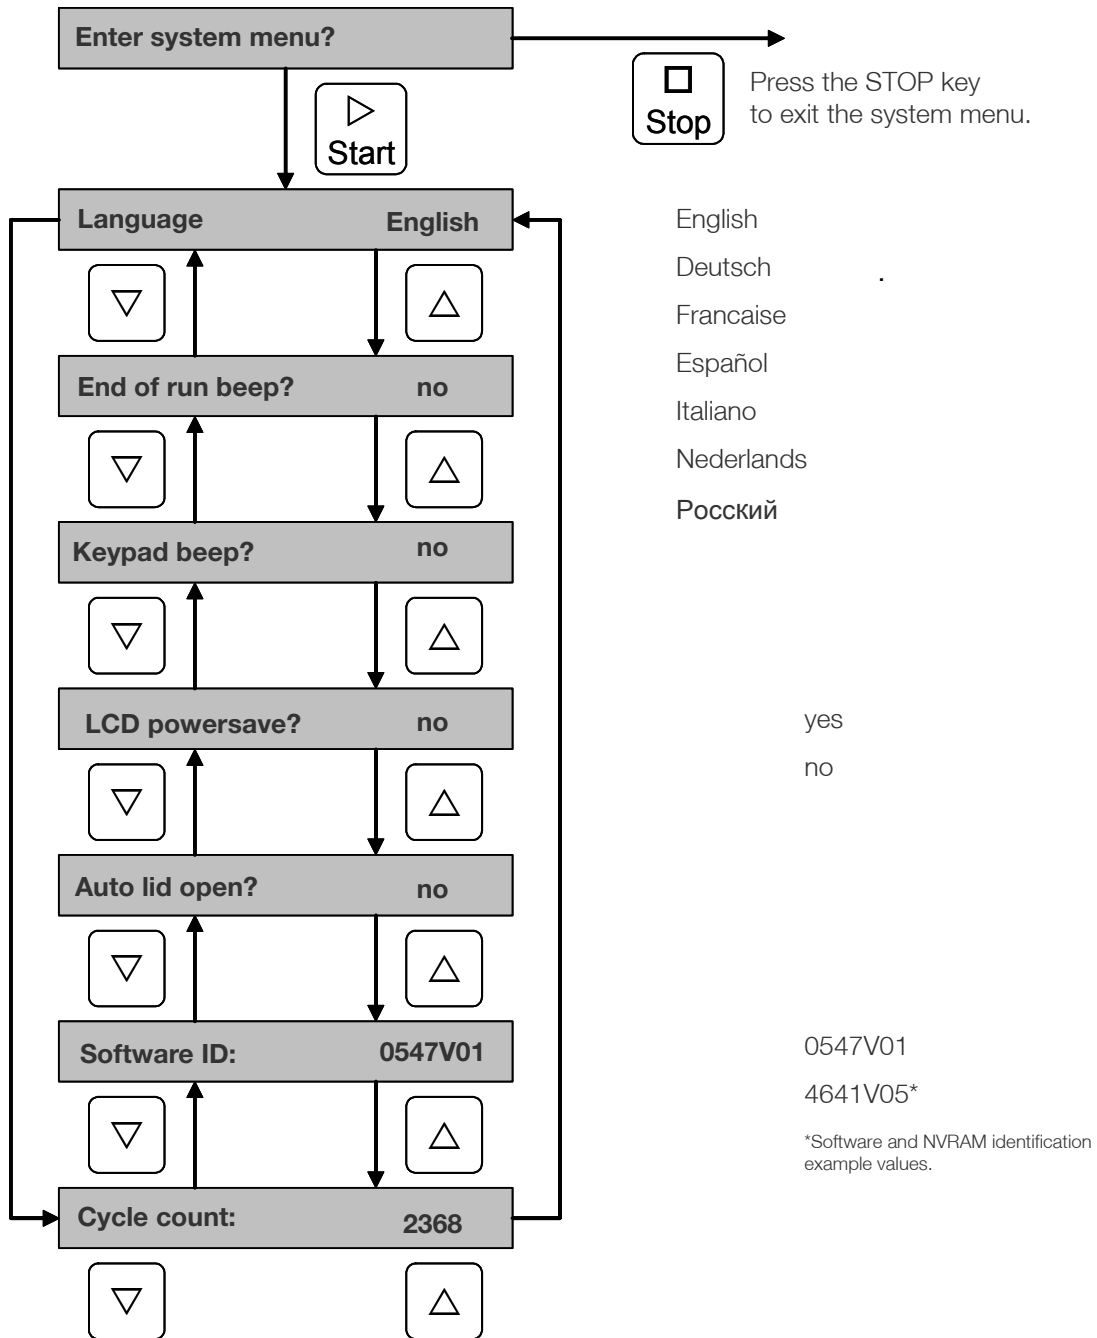 Enter system menu?
Start
Stop
Press the STOP key
to exit the system menu.
Language English
End of run beep? no
Keypad beep? no
LCD powersave? no
Auto lid open? no
Software ID: 0547V01
Cycle count: 2368
English
Deutsch .
Francaise
Español
Italiano
Nederlands
Росский
yes
no
0547V01
4641V05*
*Software and NVRAM identification
example values.